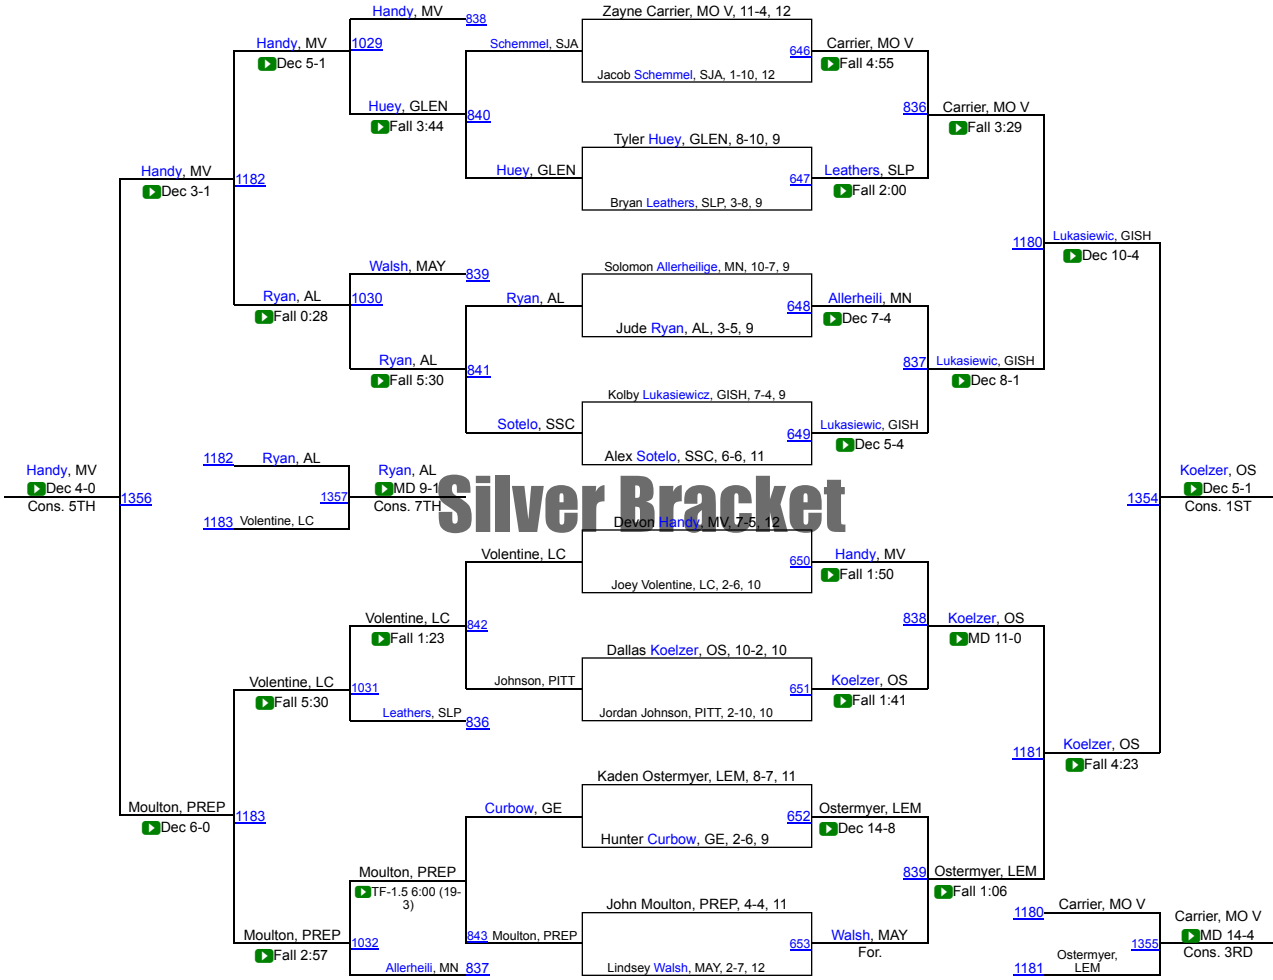 Handy, MV
838
Zayne Carrier, MO V, 11-4, 12
Handy, MV
1029
Schemmel, SJA
646
Carrier, MO V
Dec 5-1
Fall 4:55
Jacob Schemmel, SJA, 1-10, 12
Huey, GLEN
840
836
Carrier, MO V
Fall 3:44
Fall 3:29
Tyler Huey, GLEN, 8-10, 9
Handy, MV
1182
Huey, GLEN
647
Leathers, SLP
Dec 3-1
Fall 2:00
Bryan Leathers, SLP, 3-8, 9
1180
Lukasiewic, GISH
Dec 10-4
Walsh, MAY
839
Solomon Allerheilige, MN, 10-7, 9
Ryan, AL
1030
Ryan, AL
648
Allerheili, MN
Fall 0:28
Dec 7-4
Jude Ryan, AL, 3-5, 9
Ryan, AL
841
837
Lukasiewic, GISH
Fall 5:30
Dec 8-1
Kolby Lukasiewicz, GISH, 7-4, 9
Sotelo, SSC
649
Lukasiewic, GISH
Dec 5-4
Alex Sotelo, SSC, 6-6, 11
1182
Ryan, AL
Handy, MV
Dec 4-0
Cons. 5TH
1356
1357
Ryan, AL
MD 9-1
Cons. 7TH
Silver Bracket
1354
Koelzer, OS
Dec 5-1
Cons. 1ST
1183
Volentine, LC
Devon Handy, MV, 7-5, 12
Volentine, LC
650
Handy, MV
Fall 1:50
Joey Volentine, LC, 2-6, 10
Volentine, LC
842
838
Koelzer, OS
Fall 1:23
MD 11-0
Dallas Koelzer, OS, 10-2, 10
Volentine, LC
1031
Johnson, PITT
651
Koelzer, OS
Fall 5:30
Fall 1:41
Leathers, SLP
836
Jordan Johnson, PITT, 2-10, 10
1181
Koelzer, OS
Fall 4:23
Kaden Ostermyer, LEM, 8-7, 11
Moulton, PREP
1183
Curbow, GE
652
Ostermyer, LEM
Dec 6-0
Dec 14-8
Hunter Curbow, GE, 2-6, 9
Moulton, PREP
839
Ostermyer, LEM
TF-1.5 6:00 (19-
3)
Fall 1:06
John Moulton, PREP, 4-4, 11
1180
Carrier, MO V
Moulton, PREP
1032
843
Moulton, PREP
653
Walsh, MAY
1355
Carrier, MO V
MD 14-4
Cons. 3RD
Fall 2:57
For.
Allerheili, MN
837
Lindsey Walsh, MAY, 2-7, 12
1181
Ostermyer,
LEM